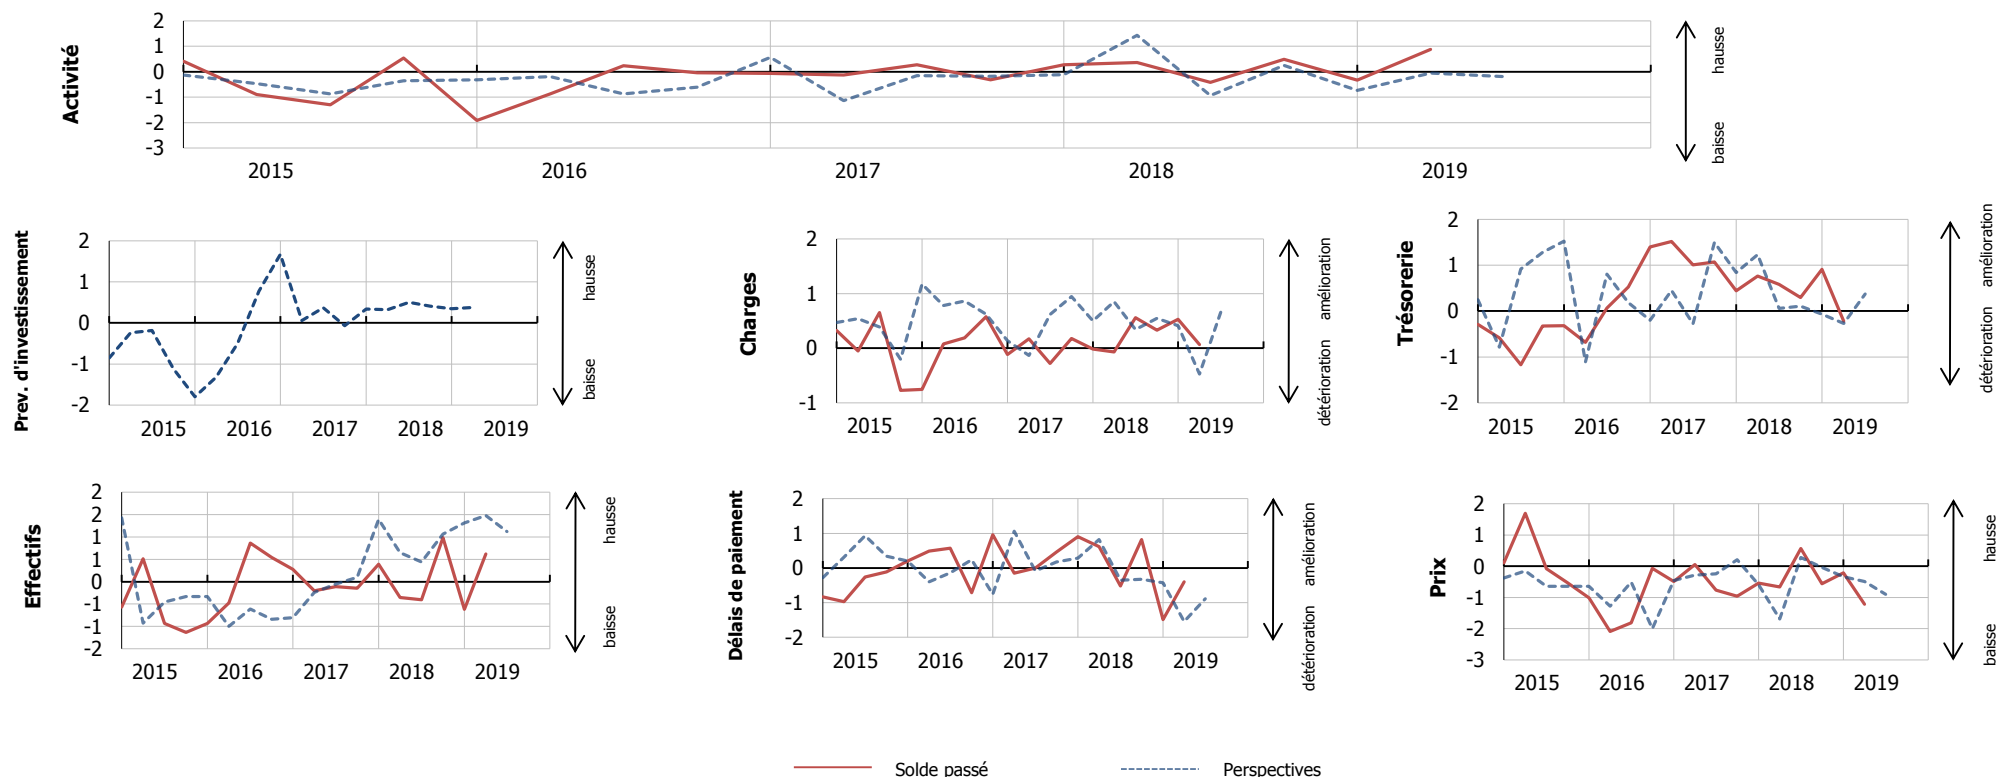 Activité
2
1
0
-1
-2
-3
2015 2016 2017 2018 2019
hausse
baisse
Prev. d'investissement
2
1
0
-1
-2
2015 2016 2017 2018 2019
hausse
baisse
Charges
2
1
0
-1
2015 2016 2017 2018 2019
amélioration
détérioration
Trésorerie
2
1
0
-1
-2
2015 2016 2017 2018 2019
amélioration
détérioration
Effectifs
2
2
1
1
0
-1
-1
-2
2015 2016 2017 2018 2019
hausse
baisse
Délais de paiement
2
1
0
-1
-2
2015 2016 2017 2018 2019
amélioration
détérioration
Prix
2
1
0
-1
-2
-3
2015 2016 2017 2018 2019
hausse
baisse
Solde passé Perspectives